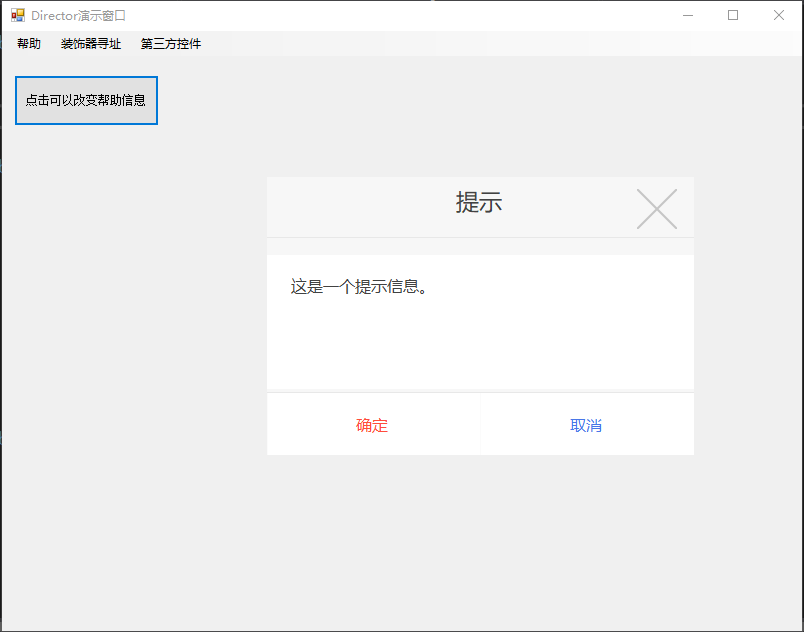 Director演示窗口
帮助 装饰器寻址 第三方控件
点击可以改变帮助信息
提示
这是一个提示信息。
确定 取消